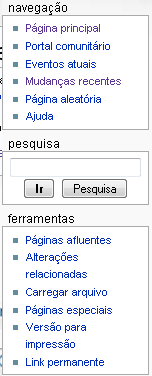 navegação
Página principal
Portal comunitário
Eventos atuais
Mudanças recentes
Página aleatória
Ajuda
pesquisa
Ir Pesquisa
ferramentas
Páginas afluentes
Alterações
relacionadas
Carregar arquivo
Páginas especiais
Versão para
impressão
Link permanente